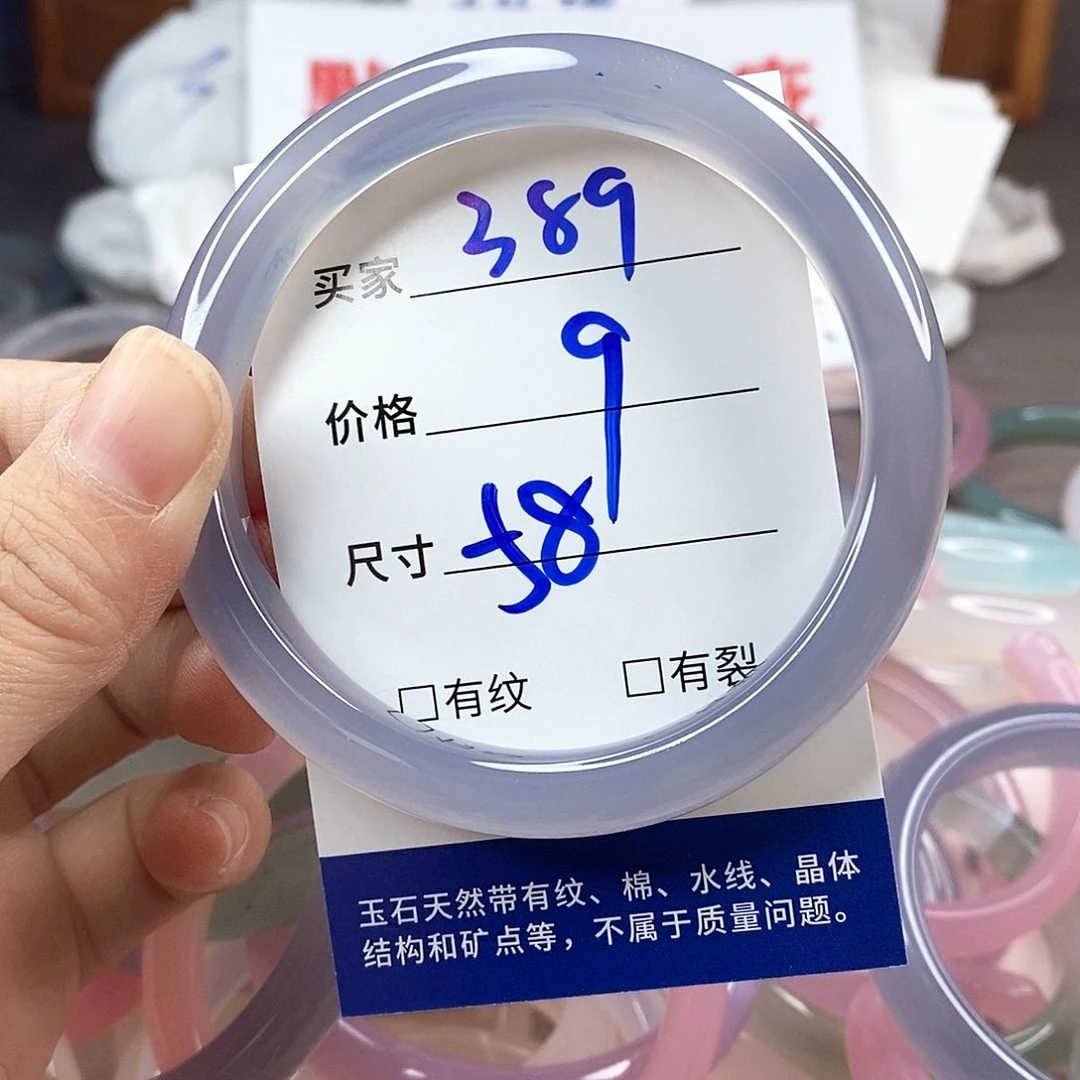 买家 389
价格 9
尺寸 58
□有纹 □有裂
玉石天然带有纹、棉、水线、晶体
结构和矿点等，不属于质量问题。